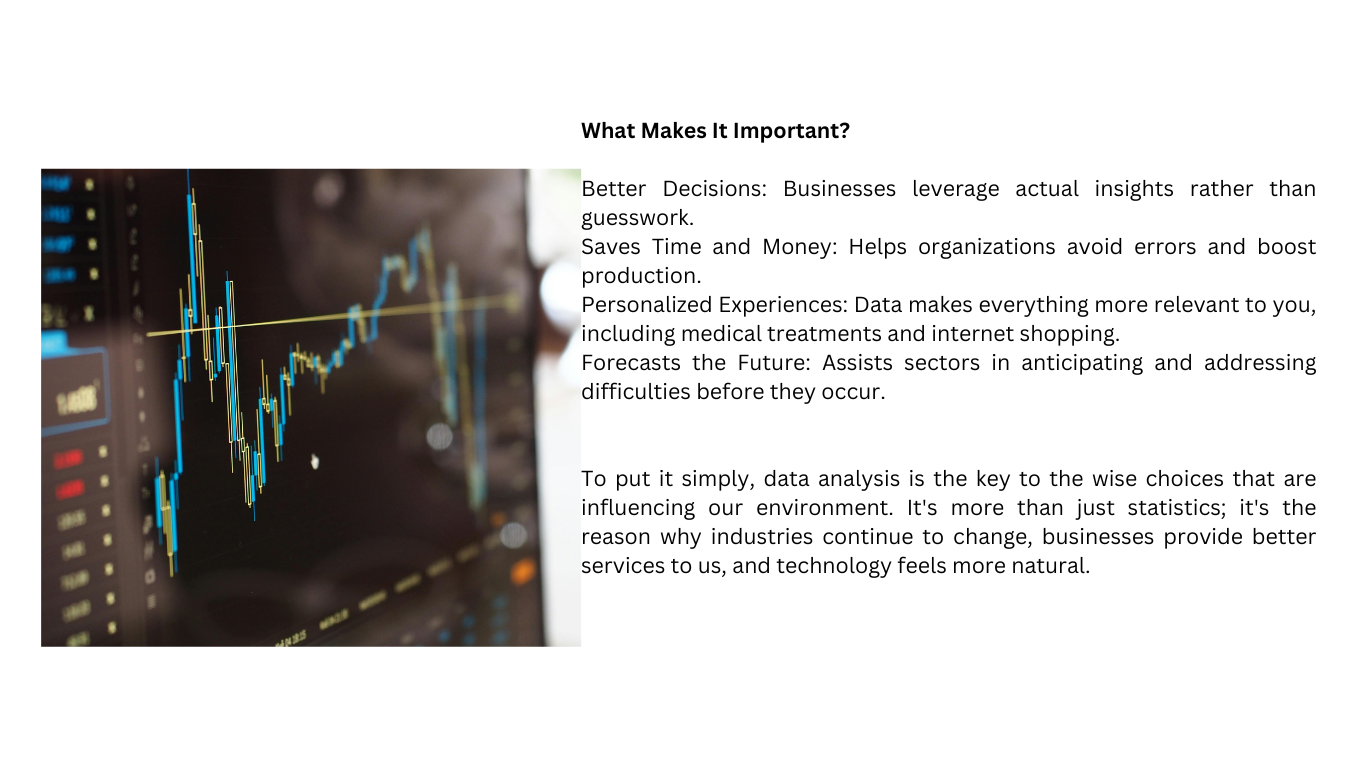 What Makes It Important?
Better Decisions: Businesses leverage actual insights rather than
guesswork.
Saves Time and Money: Helps organizations avoid errors and boost
production.
Personalized Experiences: Data makes everything more relevant to you,
including medical treatments and internet shopping.
Forecasts the Future: Assists sectors in anticipating and addressing
difficulties before they occur.
To put it simply, data analysis is the key to the wise choices that are
influencing our environment. It's more than just statistics; it's the
reason why industries continue to change, businesses provide better
services to us, and technology feels more natural.